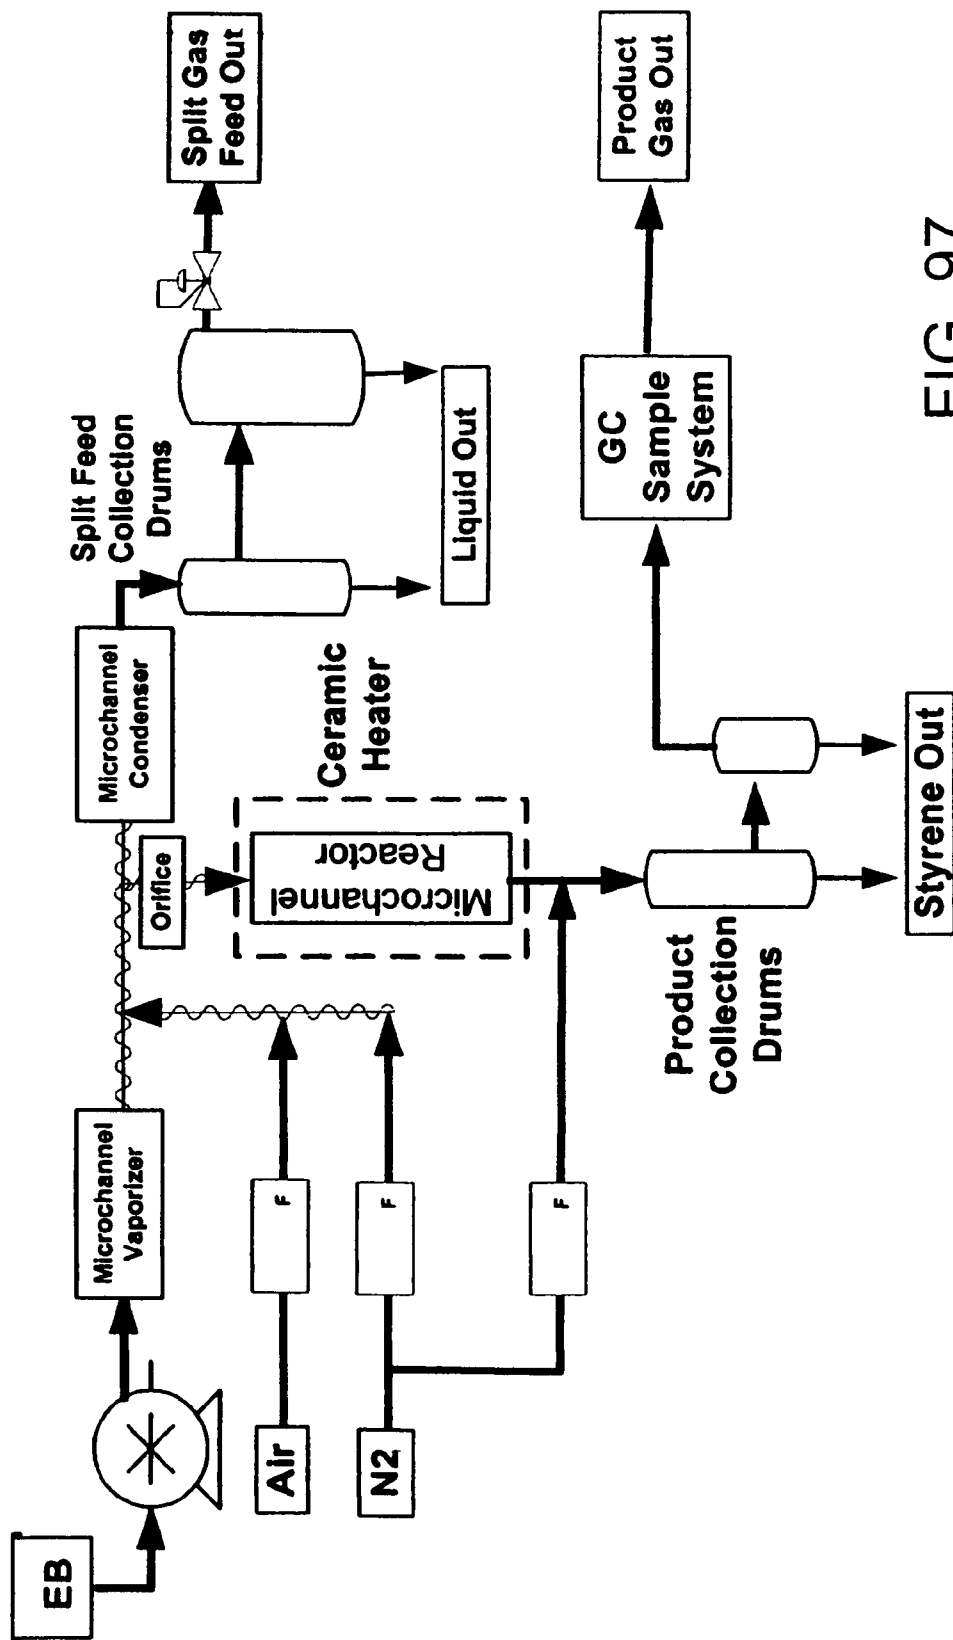 EB
Microchannel
Vaporizer
Microchannel
Condenser
Split Feed
Collection
Drums
Split Gas
Feed Out
Orifice
Air
F
N2
F
F
Microchannel
Reactor
Ceramic
Heater
Liquid Out
Product
Collection
Drums
GC
Sample
System
Product
Gas Out
Styrene Out
FIG. 97